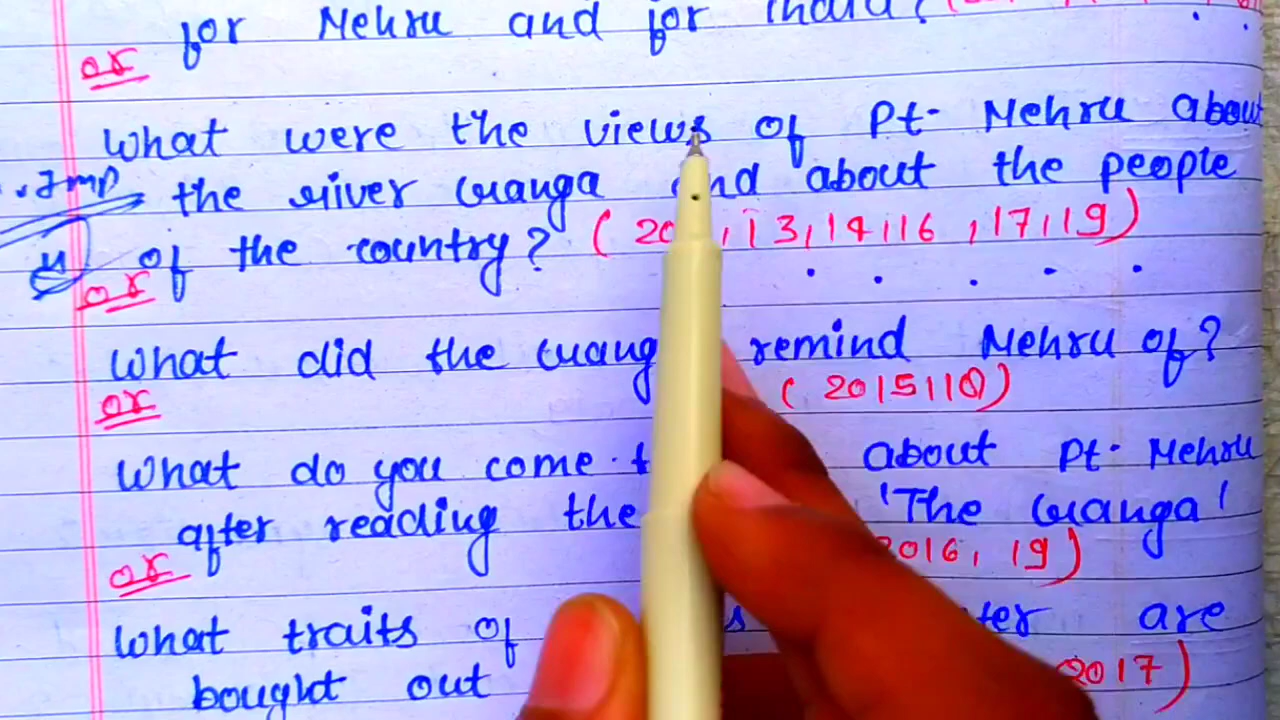 for Nehru and for India?
or
What were the views of Pt. Nehru about
Imp the river Ganga and about the people
of the country? ( 20 , 13, 14, 16 , 17, 19 )
or
What did the Ganga remind Nehru of?
or ( 2015, 18 )
What do you come about Pt. Nehru
after reading the 'The Ganga'
or 2016, 19 )
What traits of are
bought out 2017 )